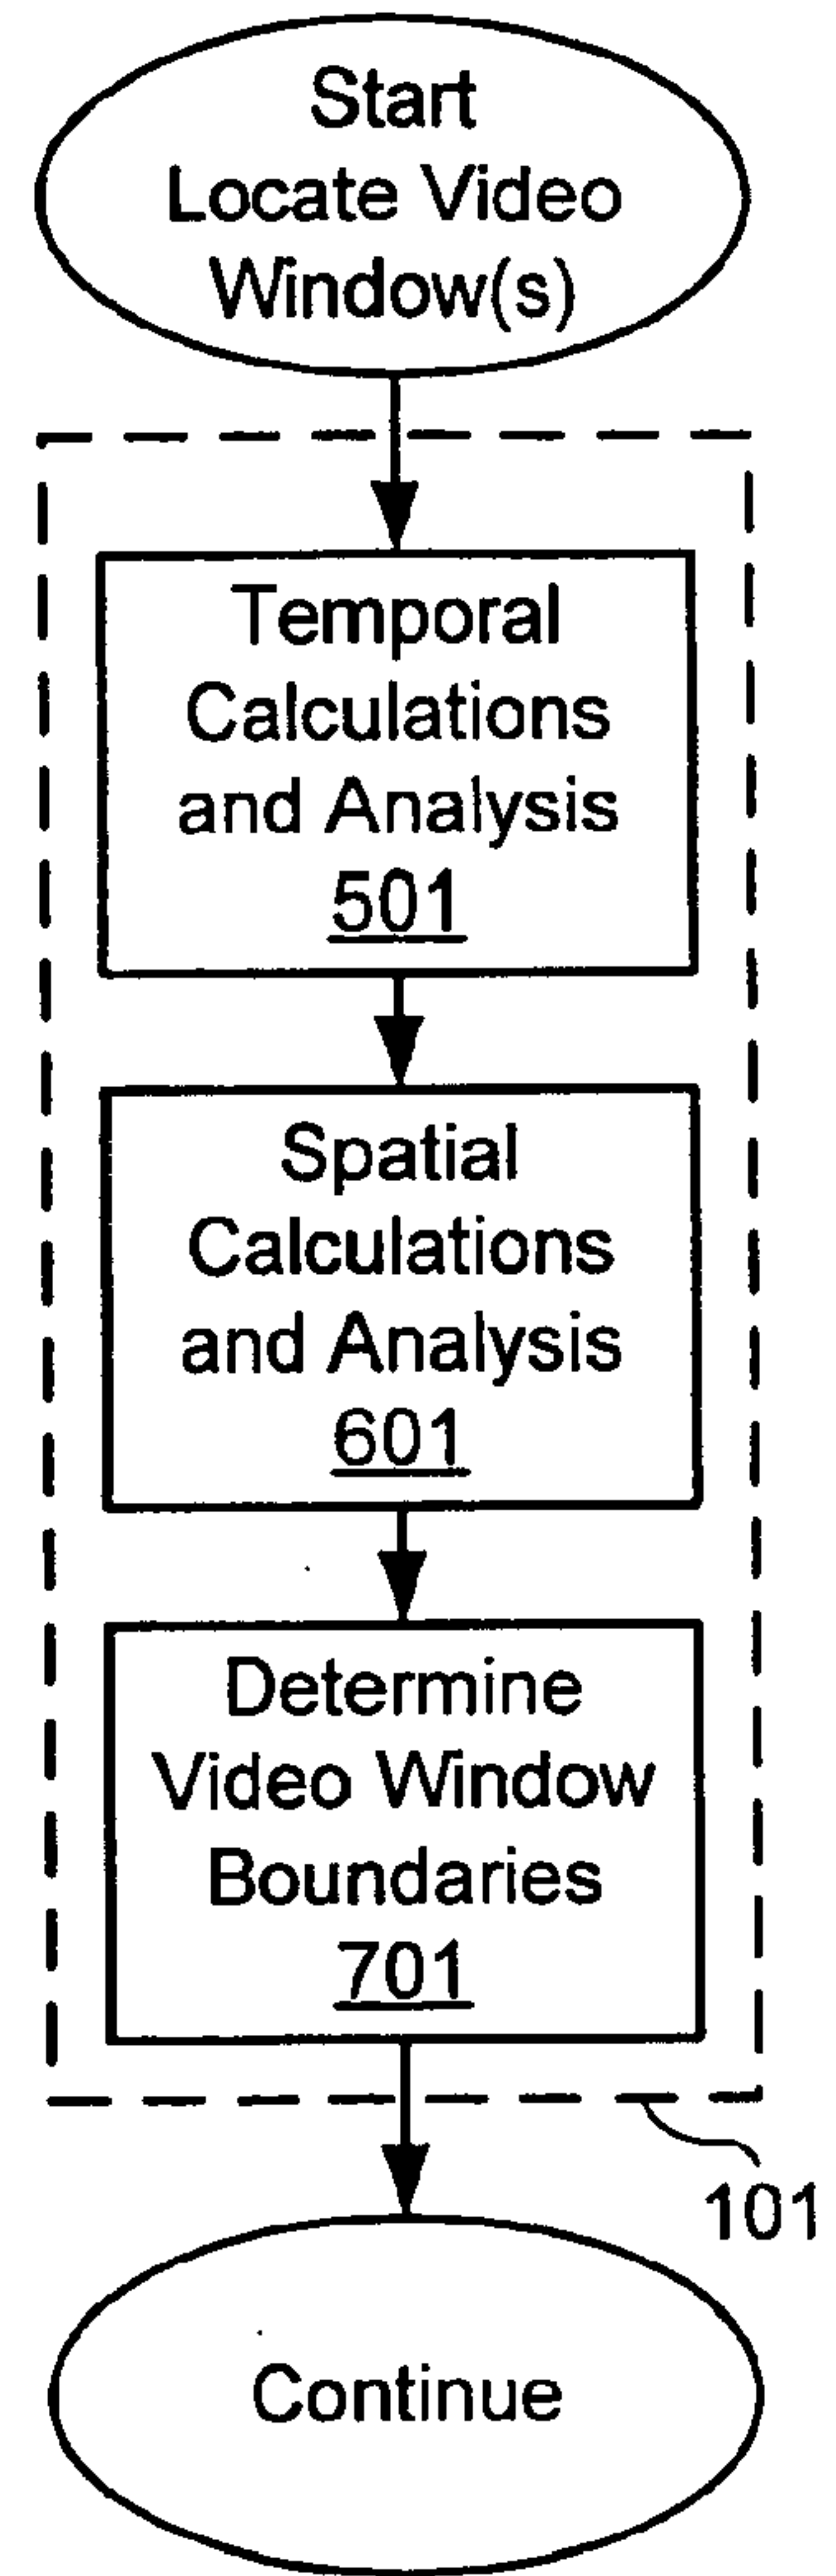 Start
Locate Video
Window(s)
Temporal
Calculations
and Analysis
501
Spatial
Calculations
and Analysis
601
Determine
Video Window
Boundaries
701
101
Continue